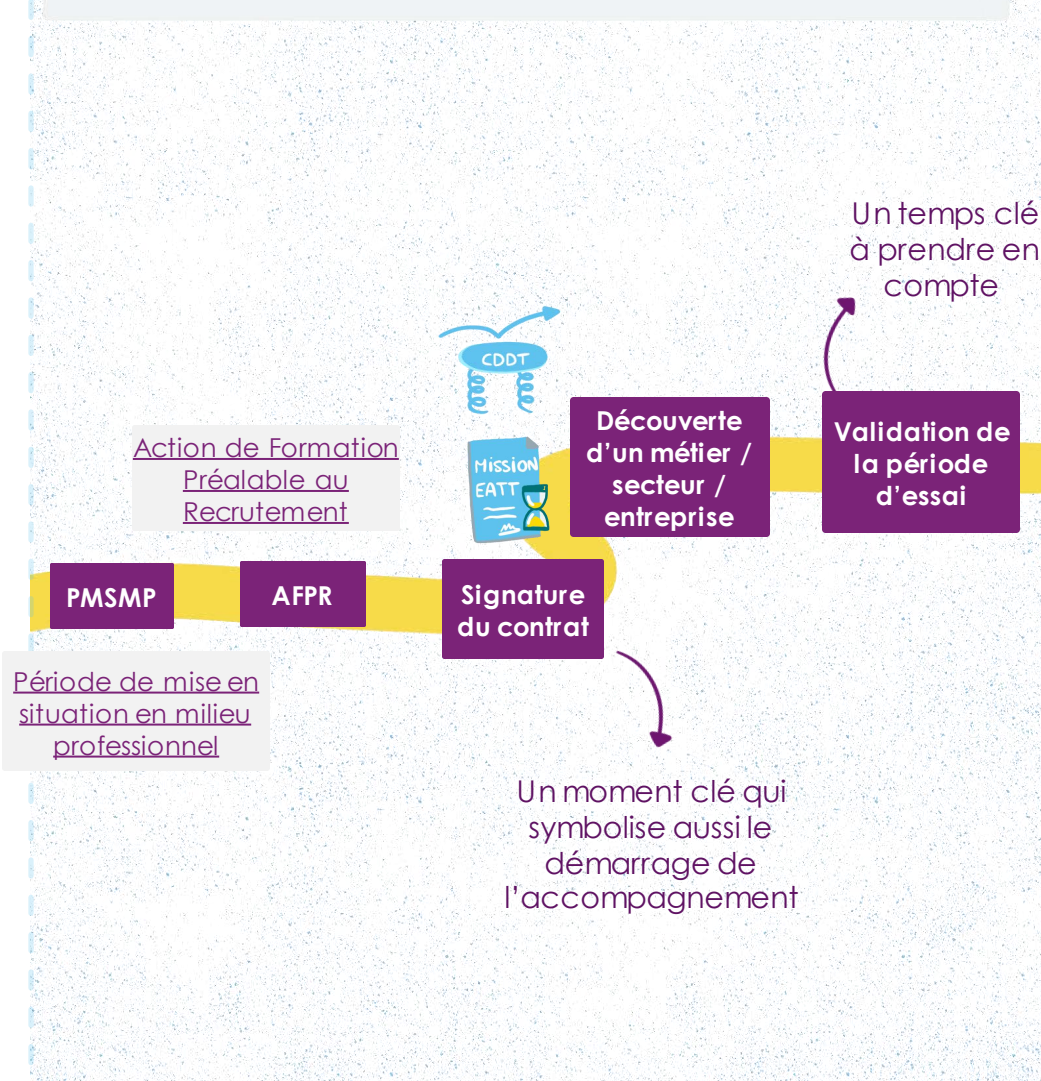 Un temps clé
à prendre en
compte
CDDT
Mission
EATT
Découverte
d'un métier /
secteur /
entreprise
Validation de
la période
d'essai
Action de Formation
Préalable au
Recrutement
PMSMP
AFPR
Signature
du contrat
Période de mise en
situation en milieu
professionnel
Un moment clé qui
symbolise aussi le
démarrage de
l'accompagnement